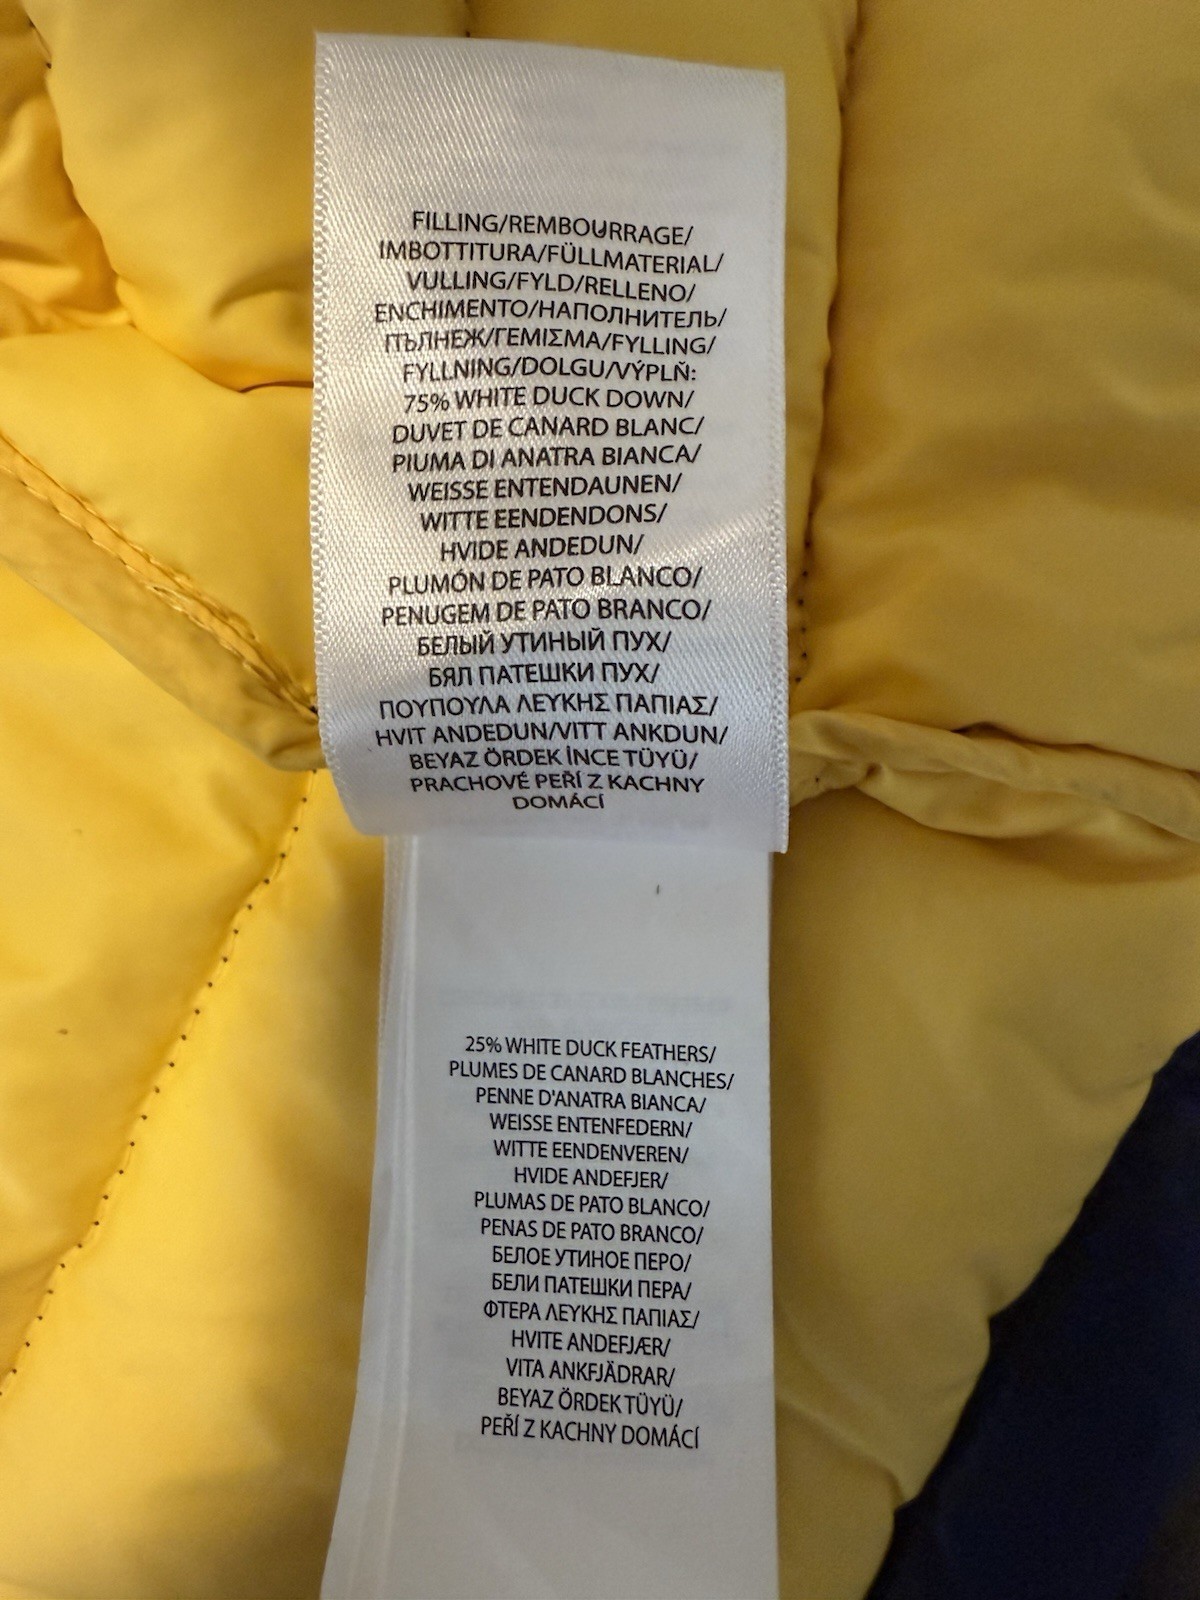 FILLING/REMBOURRAGE/
IMBOTTITURA/FÜLLMATERIAL/
VULLING/FYLD/RELLENO/
ENCHIMENTO/НАПОЛНИТЕЛЬ/
ПЪЛНЕЖ/ΓΕΜΙΣΜΑ/FYLLING/
FYLLNING/DOLGU/VÝPLŇ:
75% WHITE DUCK DOWN/
DUVET DE CANARD BLANC/
PIUMA DI ANATRA BIANCA/
WEISSE ENTENDAUNEN/
WITTE EENDENDONS/
HVIDE ANDEDUN/
PLUMÓN DE PATO BLANCO/
PENUGEM DE PATO BRANCO/
БЕЛЫЙ УТИНЫЙ ПУХ/
БЯЛ ПАТЕШКИ ПУХ/
ΠΟΥΠΟΥΛΑ ΛΕΥΚΗΣ ΠΑΠΙΑΣ/
HVIT ANDEDUN/VITT ANKDUN/
BEYAZ ÖRDEK İNCE TÜYÜ/
PRACHOVÉ PEŘÍ Z KACHNY
DOMÁCÍ
25% WHITE DUCK FEATHERS/
PLUMES DE CANARD BLANCHES/
PENNE D'ANATRA BIANCA/
WEISSE ENTENFEDERN/
WITTE EENDENVEREN/
HVIDE ANDEFJER/
PLUMAS DE PATO BLANCO/
PENAS DE PATO BRANCO/
БЕЛОЕ УТИНОЕ ПЕРО/
БЕЛИ ПАТЕШКИ ПЕРА/
ΦΤΕΡΑ ΛΕΥΚΗΣ ΠΑΠΙΑΣ/
HVITE ANDEFJÆR/
VITA ANKFJÄDRAR/
BEYAZ ÖRDEK TÜYÜ/
PEŘÍ Z KACHNY DOMÁCÍ